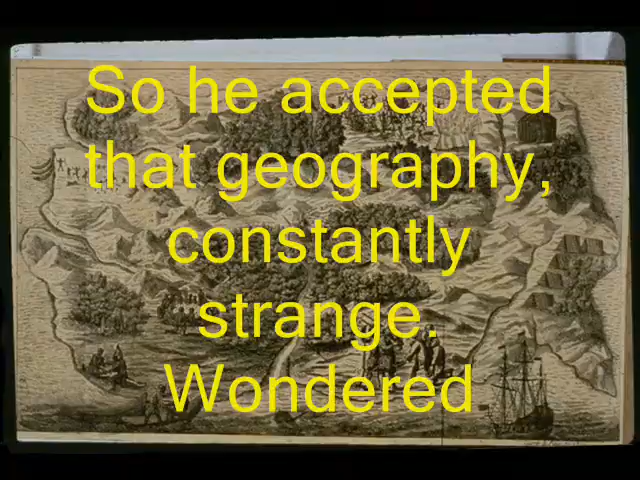 So he accepted
that geography,
constantly
strange.
Wondered